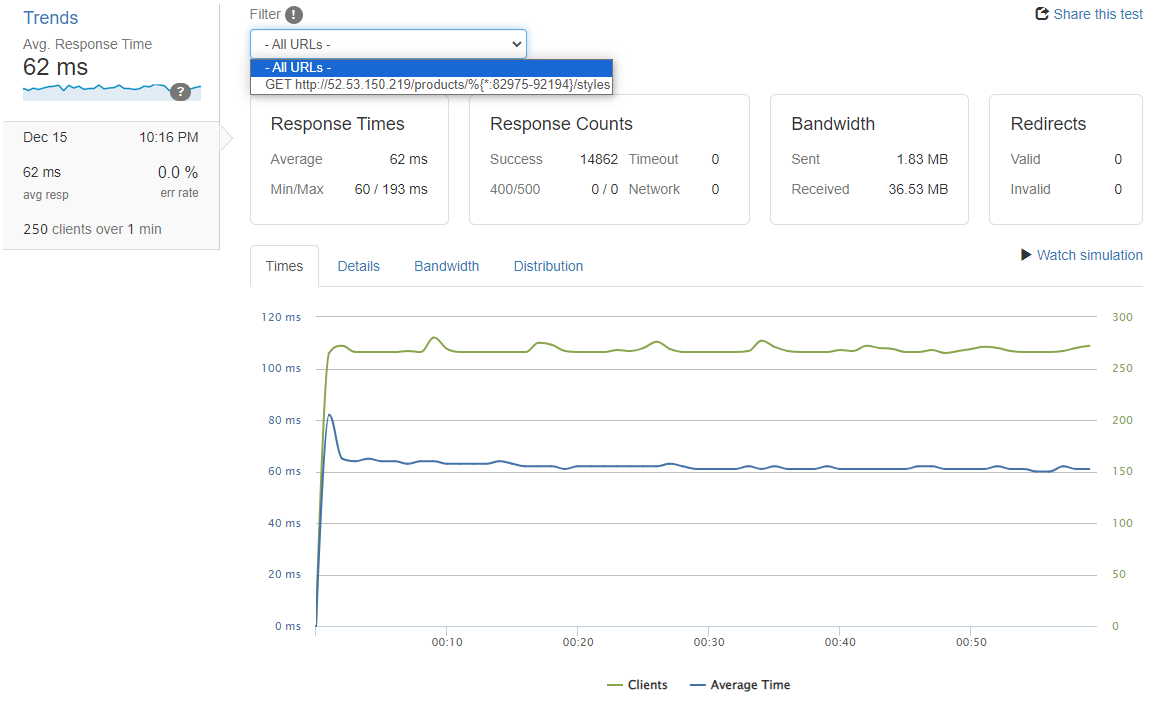 Trends
Avg. Response Time
62 ms
?
Dec 15 10:16 PM
62 ms 0.0 %
avg resp err rate
250 clients over 1 min
Filter !
Share this test
- All URLs -
- All URLs -
GET http://52.53.150.219/products/%{*:82975-92194}/styles
Response Times
Average 62 ms
Min/Max 60 / 193 ms
Response Counts
Success 14862 Timeout 0
400/500 0 / 0 Network 0
Bandwidth
Sent 1.83 MB
Received 36.53 MB
Redirects
Valid 0
Invalid 0
Times Details Bandwidth Distribution
Watch simulation
120 ms 300
100 ms 250
80 ms 200
60 ms 150
40 ms 100
20 ms 50
0 ms 0
00:10 00:20 00:30 00:40 00:50
Clients Average Time